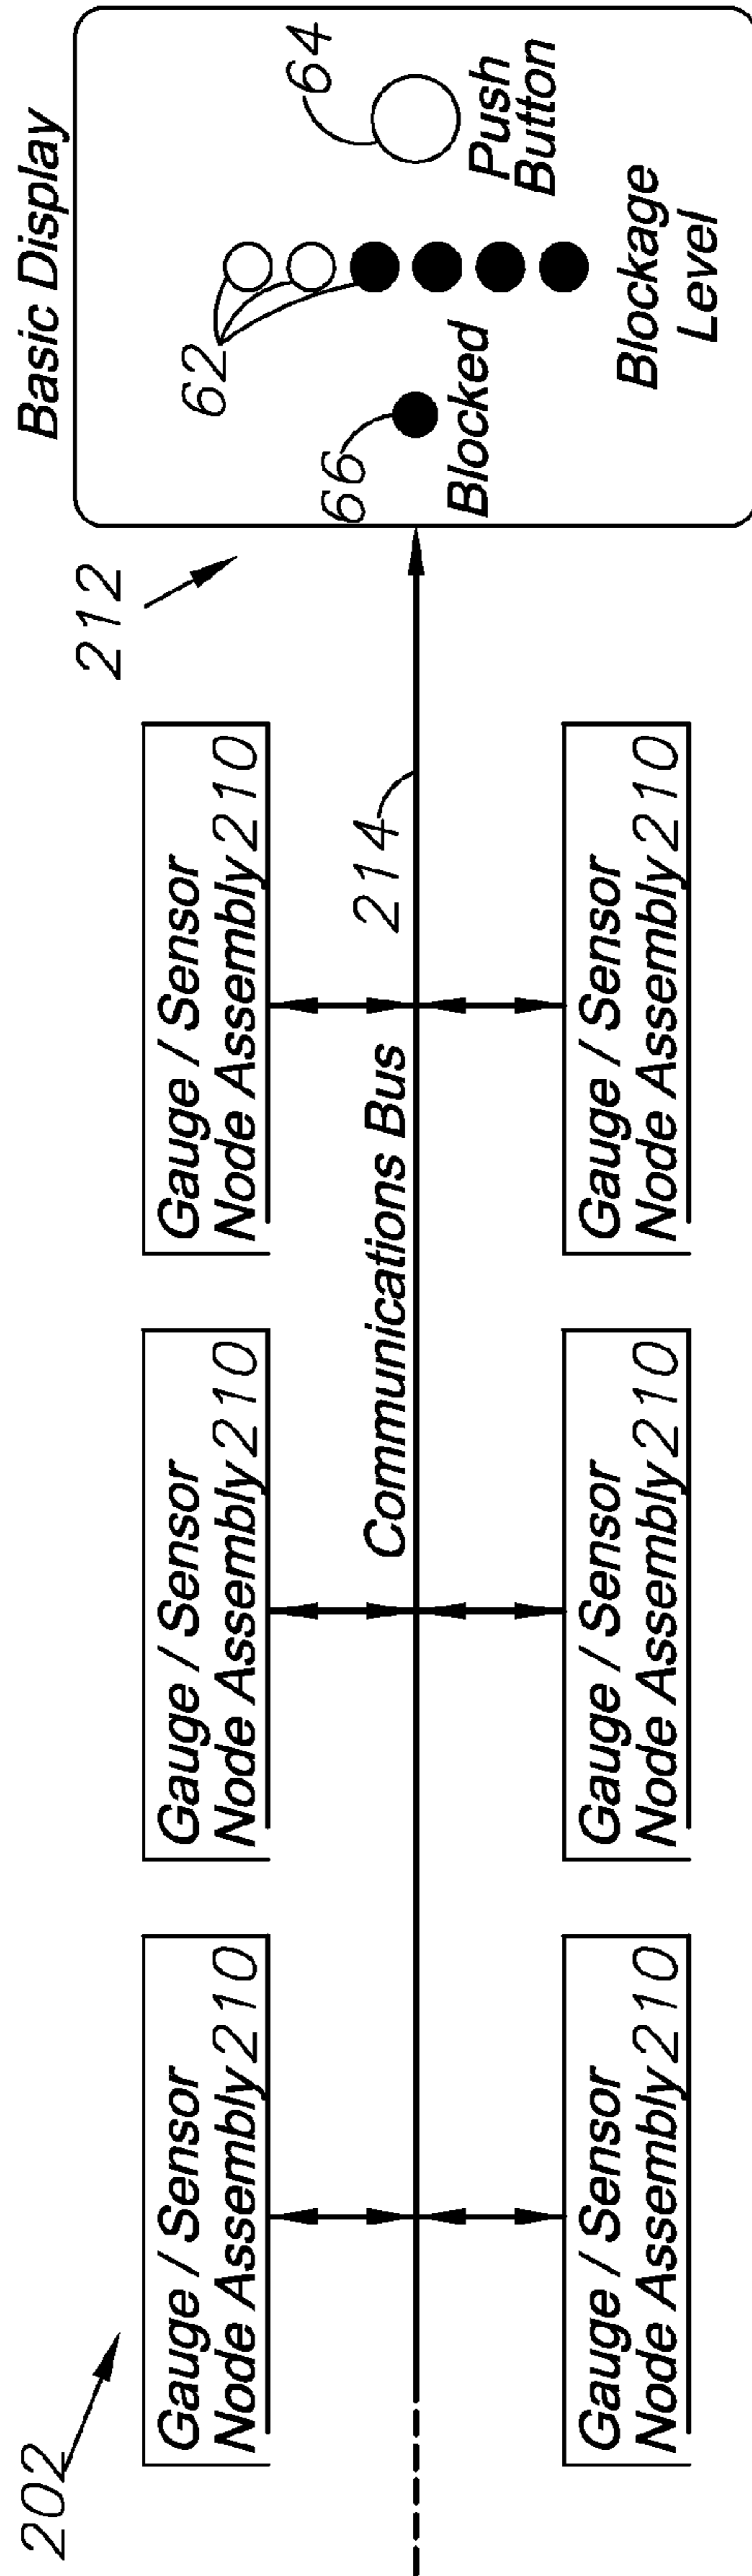 202
Gauge / Sensor
Node Assembly 210
Gauge / Sensor
Node Assembly 210
Gauge / Sensor
Node Assembly 210
212
Basic Display
Communications Bus
214
62
64
66
Blocked
Push
Button
Blockage
Level
Gauge / Sensor
Node Assembly 210
Gauge / Sensor
Node Assembly 210
Gauge / Sensor
Node Assembly 210